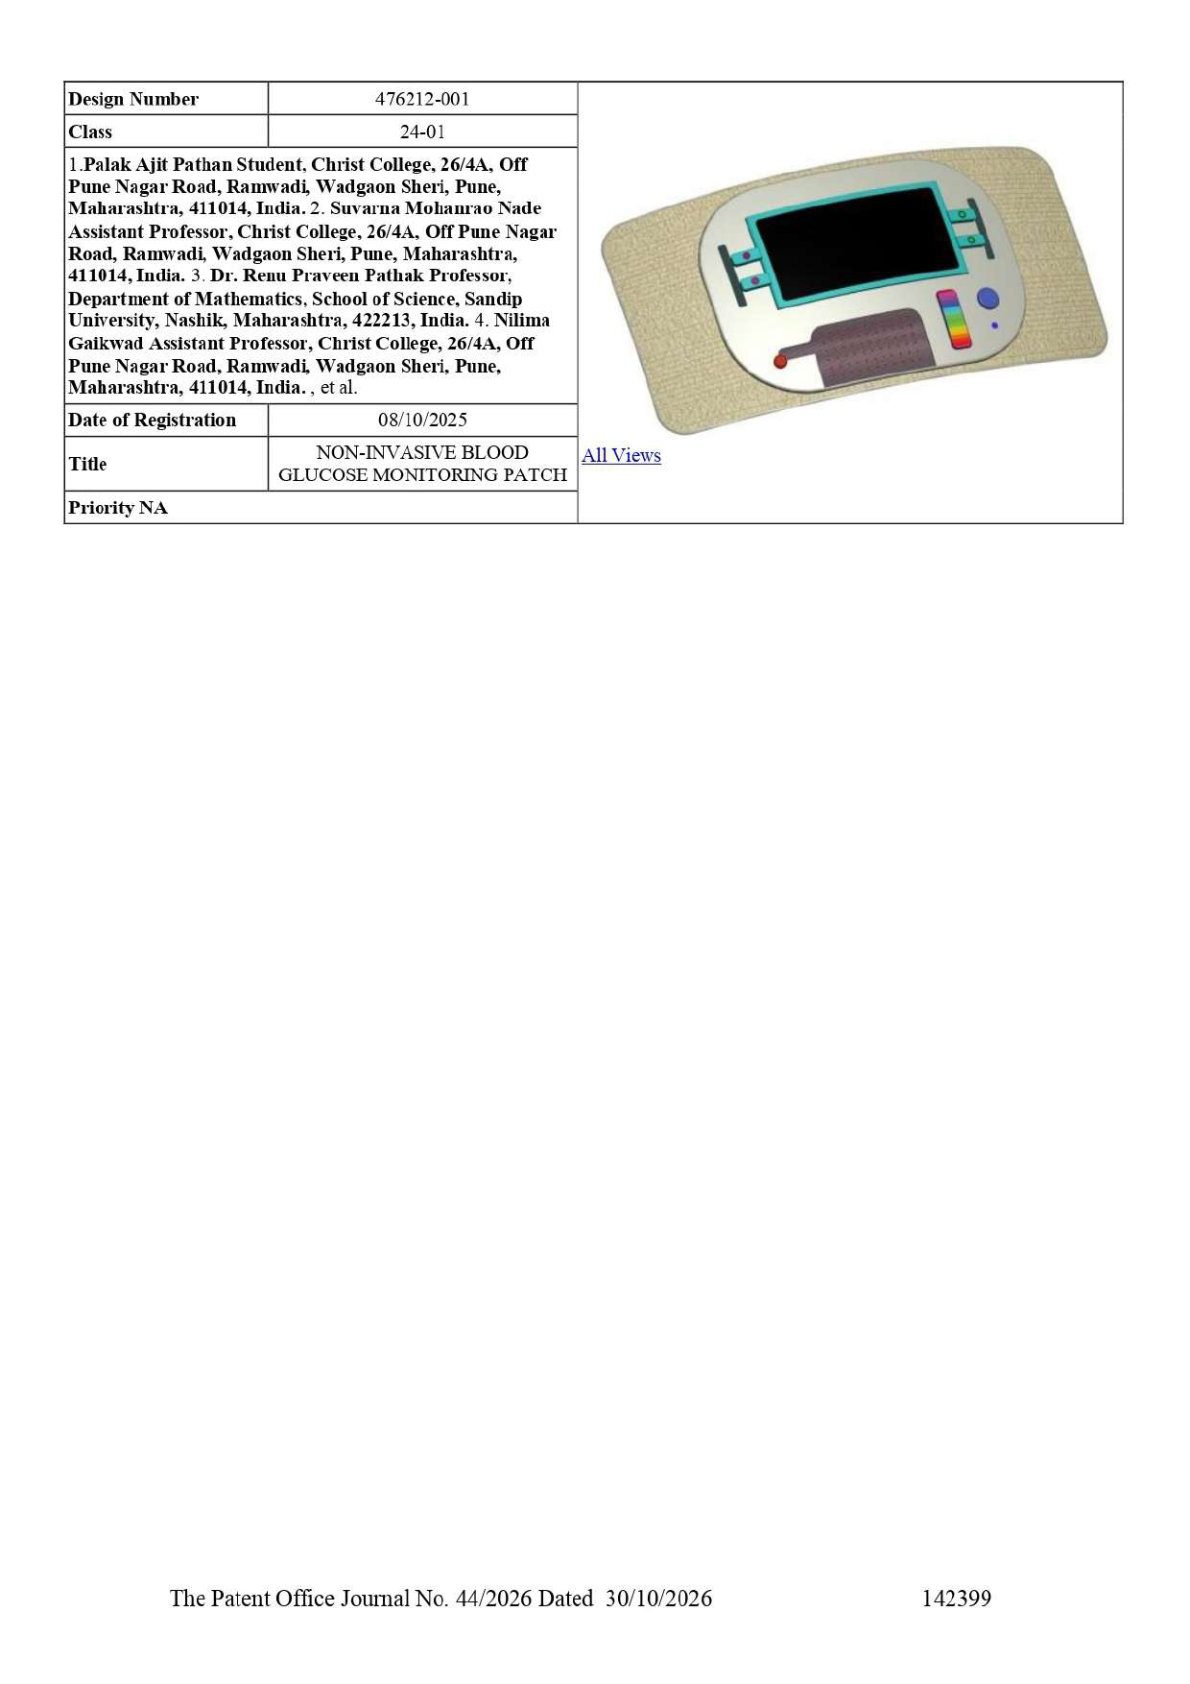 Design Number 476212-001
Class 24-01
1.Palak Ajit Pathan Student, Christ College, 26/4A, Off
Pune Nagar Road, Ramwadi, Wadgaon Sheri, Pune,
Maharashtra, 411014, India. 2. Suvarna Mohanrao Nade
Assistant Professor, Christ College, 26/4A, Off Pune Nagar
Road, Ramwadi, Wadgaon Sheri, Pune, Maharashtra,
411014, India. 3. Dr. Renu Praveen Pathak Professor,
Department of Mathematics, School of Science, Sandip
University, Nashik, Maharashtra, 422213, India. 4. Nilima
Gaikwad Assistant Professor, Christ College, 26/4A, Off
Pune Nagar Road, Ramwadi, Wadgaon Sheri, Pune,
Maharashtra, 411014, India. , et al.
Date of Registration 08/10/2025
Title NON-INVASIVE BLOOD
GLUCOSE MONITORING PATCH
Priority NA
All Views
The Patent Office Journal No. 44/2026 Dated 30/10/2026 142399